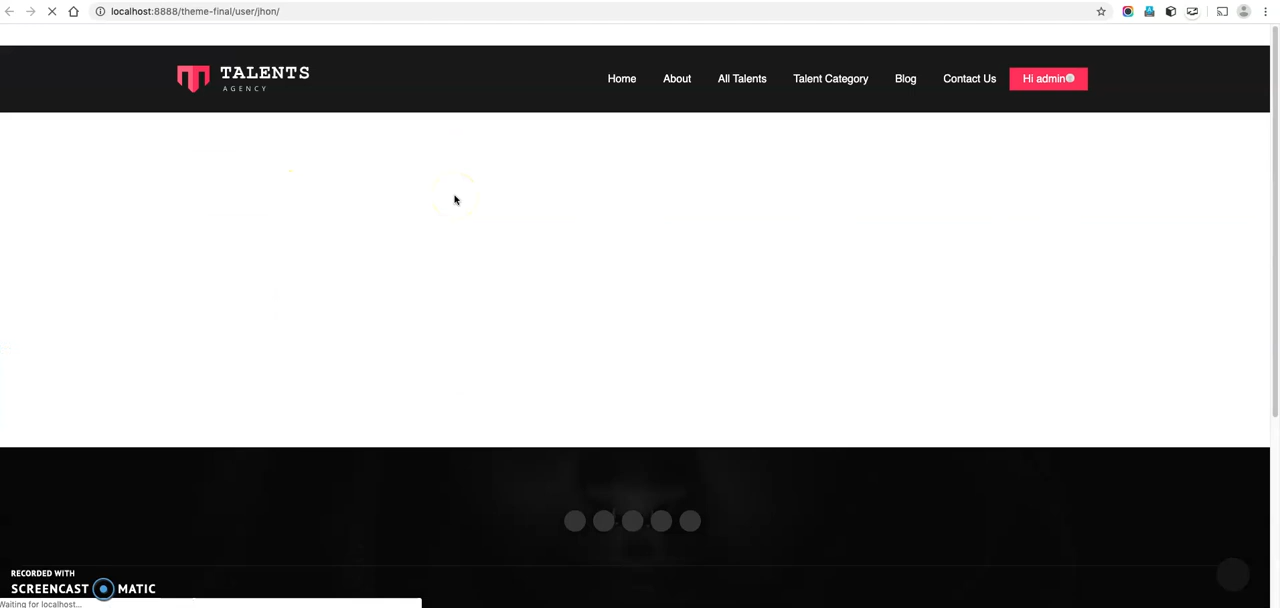 localhost:8888/theme-final/user/jhon/
TALENTS
AGENCY
Home About All Talents Talent Category Blog Contact Us Hi admin
RECORDED WITH
SCREENCAST MATIC
Waiting for localhost...